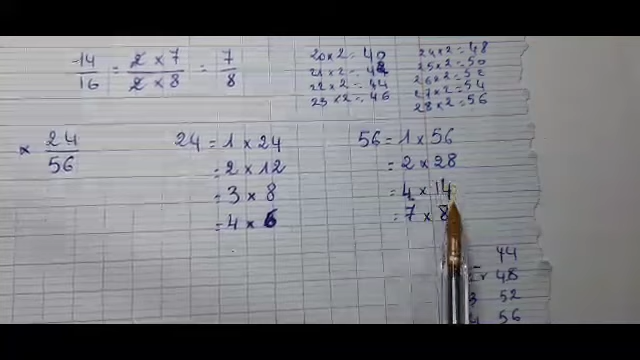 14/16 = 2 × 7 / 2 × 8 = 7/8
20 × 2 = 40
21 × 2 = 42
22 × 2 = 44
23 × 2 = 46
24 × 2 = 48
25 × 2 = 50
26 × 2 = 52
27 × 2 = 54
28 × 2 = 56
× 24/56
24 = 1 × 24
= 2 × 12
= 3 × 8
= 4 × 6
56 = 1 × 56
= 2 × 28
= 4 × 14
= 7 × 8
44
48
52
56